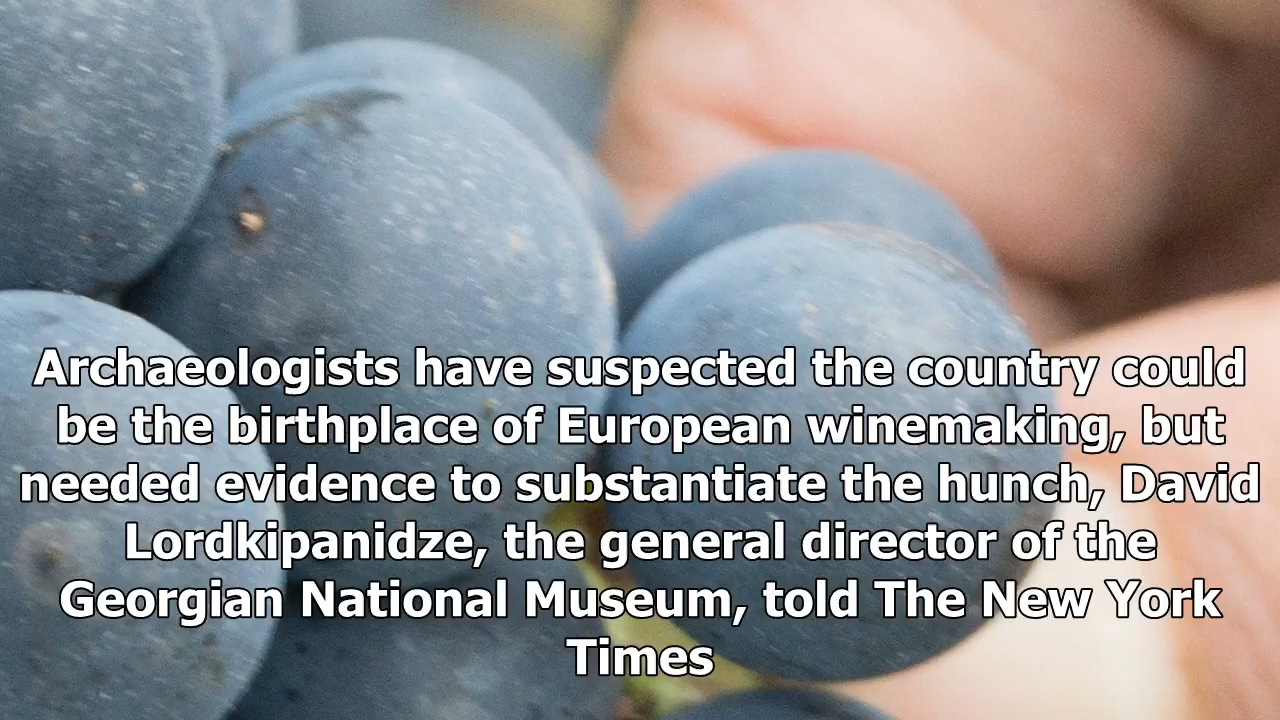 Archaeologists have suspected the country could
be the birthplace of European winemaking, but
needed evidence to substantiate the hunch, David
Lordkipanidze, the general director of the
Georgian National Museum, told The New York
Times